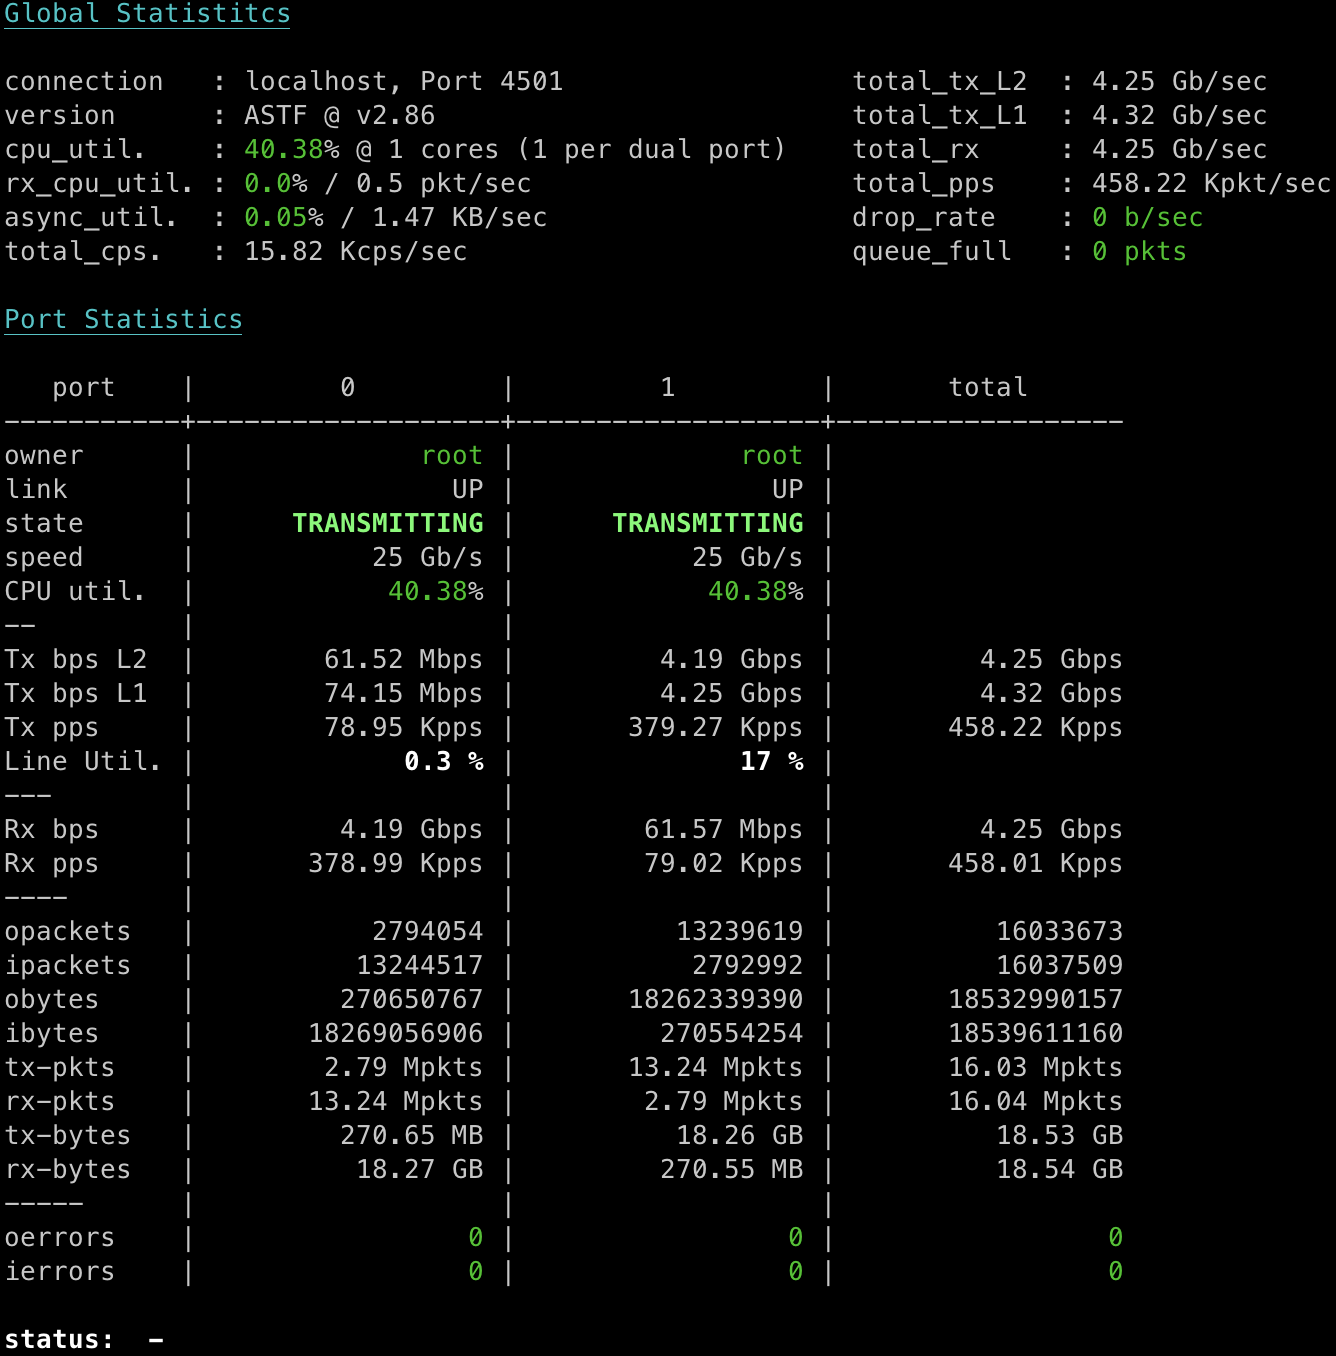 Global Statistitcs
connection   : localhost, Port 4501                  total_tx_L2  : 4.25 Gb/sec
version      : ASTF @ v2.86                          total_tx_L1  : 4.32 Gb/sec
cpu_util.    : 40.38% @ 1 cores (1 per dual port)    total_rx     : 4.25 Gb/sec
rx_cpu_util. : 0.0% / 0.5 pkt/sec                    total_pps    : 458.22 Kpkt/sec
async_util.  : 0.05% / 1.47 KB/sec                   drop_rate    : 0 b/sec
total_cps.   : 15.82 Kcps/sec                        queue_full   : 0 pkts
Port Statistics
   port    |         0         |         1         |       total
-----------+-------------------+-------------------+------------------
owner      |              root |              root |
link       |                UP |                UP |
state      |      TRANSMITTING |      TRANSMITTING |
speed      |           25 Gb/s |           25 Gb/s |
CPU util.  |            40.38% |            40.38% |
--         |                   |                   |
Tx bps L2  |        61.52 Mbps |         4.19 Gbps |         4.25 Gbps
Tx bps L1  |        74.15 Mbps |         4.25 Gbps |         4.32 Gbps
Tx pps     |        78.95 Kpps |       379.27 Kpps |       458.22 Kpps
Line Util. |             0.3 % |              17 % |
---        |                   |                   |
Rx bps     |         4.19 Gbps |        61.57 Mbps |         4.25 Gbps
Rx pps     |       378.99 Kpps |        79.02 Kpps |       458.01 Kpps
----       |                   |                   |
opackets   |           2794054 |          13239619 |          16033673
ipackets   |          13244517 |           2792992 |          16037509
obytes     |         270650767 |       18262339390 |       18532990157
ibytes     |       18269056906 |         270554254 |       18539611160
tx-pkts    |        2.79 Mpkts |       13.24 Mpkts |       16.03 Mpkts
rx-pkts    |       13.24 Mpkts |        2.79 Mpkts |       16.04 Mpkts
tx-bytes   |         270.65 MB |          18.26 GB |          18.53 GB
rx-bytes   |          18.27 GB |         270.55 MB |          18.54 GB
-----      |                   |                   |
oerrors    |                 0 |                 0 |                 0
ierrors    |                 0 |                 0 |                 0
status:  -